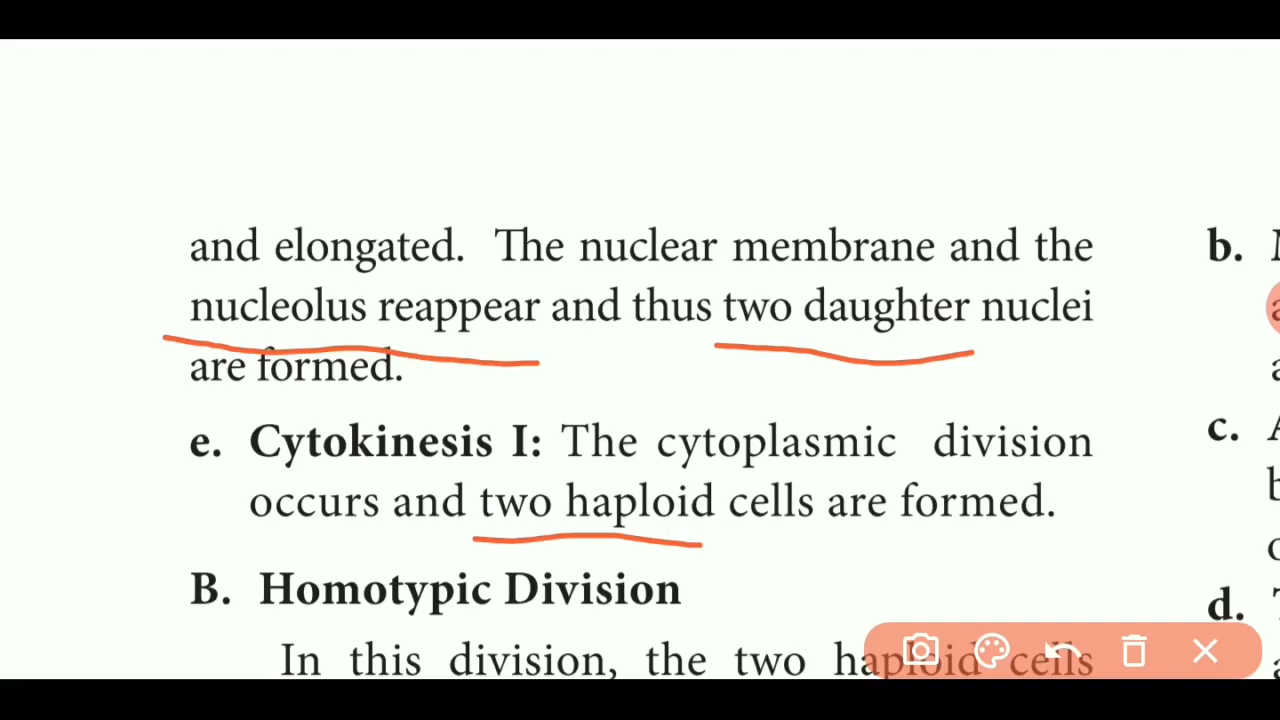 and elongated. The nuclear membrane and the
nucleolus reappear and thus two daughter nuclei
are formed.
e. Cytokinesis I: The cytoplasmic division
occurs and two haploid cells are formed.
B. Homotypic Division
In this division, the two haploid cells
b.
c.
d.